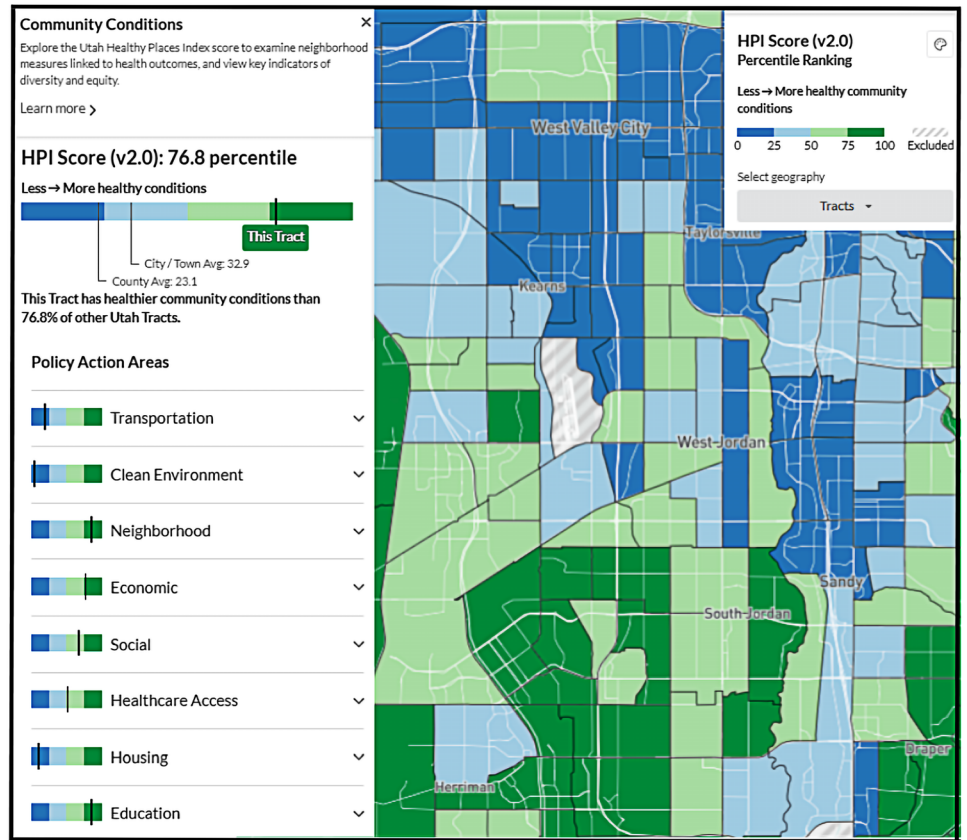 Community Conditions
×
Explore the Utah Healthy Places Index score to examine neighborhood
measures linked to health outcomes, and view key indicators of
diversity and equity.
Learn more
HPI Score (v2.0): 76.8 percentile
Less → More healthy conditions
This Tract
City / Town Avg: 32.9
County Avg: 23.1
This Tract has healthier community conditions than
76.8% of other Utah Tracts.
Policy Action Areas
Transportation
Clean Environment
Neighborhood
Economic
Social
Healthcare Access
Housing
Education
HPI Score (v2.0)
Percentile Ranking
Less → More healthy community
conditions
0 25 50 75 100 Excluded
Select geography
Tracts
West Valley City
Taylorsville
Kearns
West Jordan
Sandy
South Jordan
Draper
Herriman